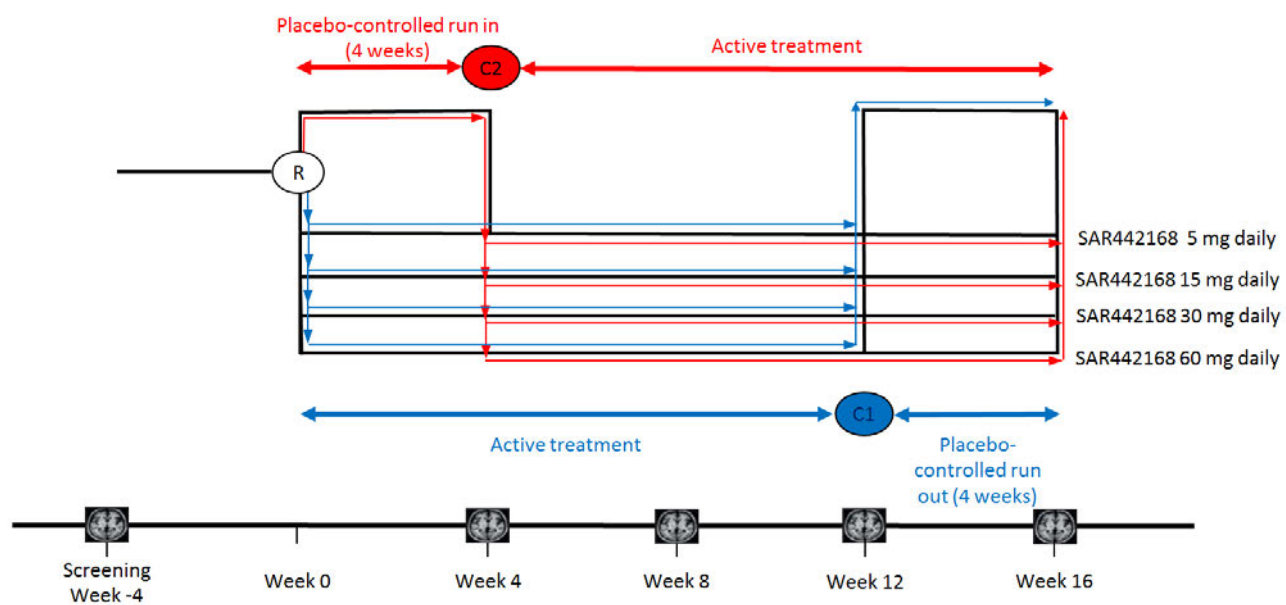 Placebo-controlled run in
(4 weeks)
C2
Active treatment
R
SAR442168 5 mg daily
SAR442168 15 mg daily
SAR442168 30 mg daily
SAR442168 60 mg daily
C1
Active treatment
Placebo-
controlled run
out (4 weeks)
Screening
Week -4
Week 0
Week 4
Week 8
Week 12
Week 16